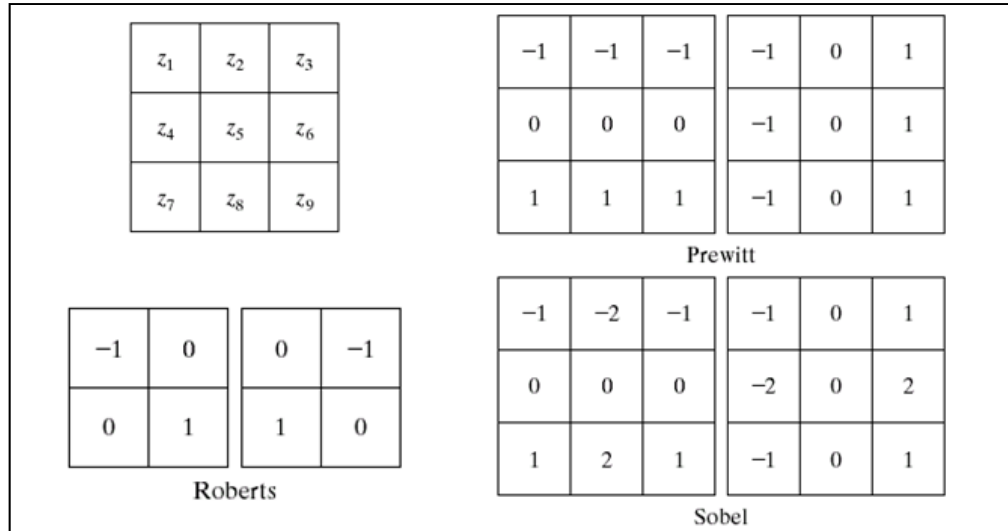 z₁ z₂ z₃
z₄ z₅ z₆
z₇ z₈ z₉
−1 −1 −1 −1 0 1
0 0 0 −1 0 1
1 1 1 −1 0 1
Prewitt
−1 0 0 −1
0 1 1 0
Roberts
−1 −2 −1 −1 0 1
0 0 0 −2 0 2
1 2 1 −1 0 1
Sobel